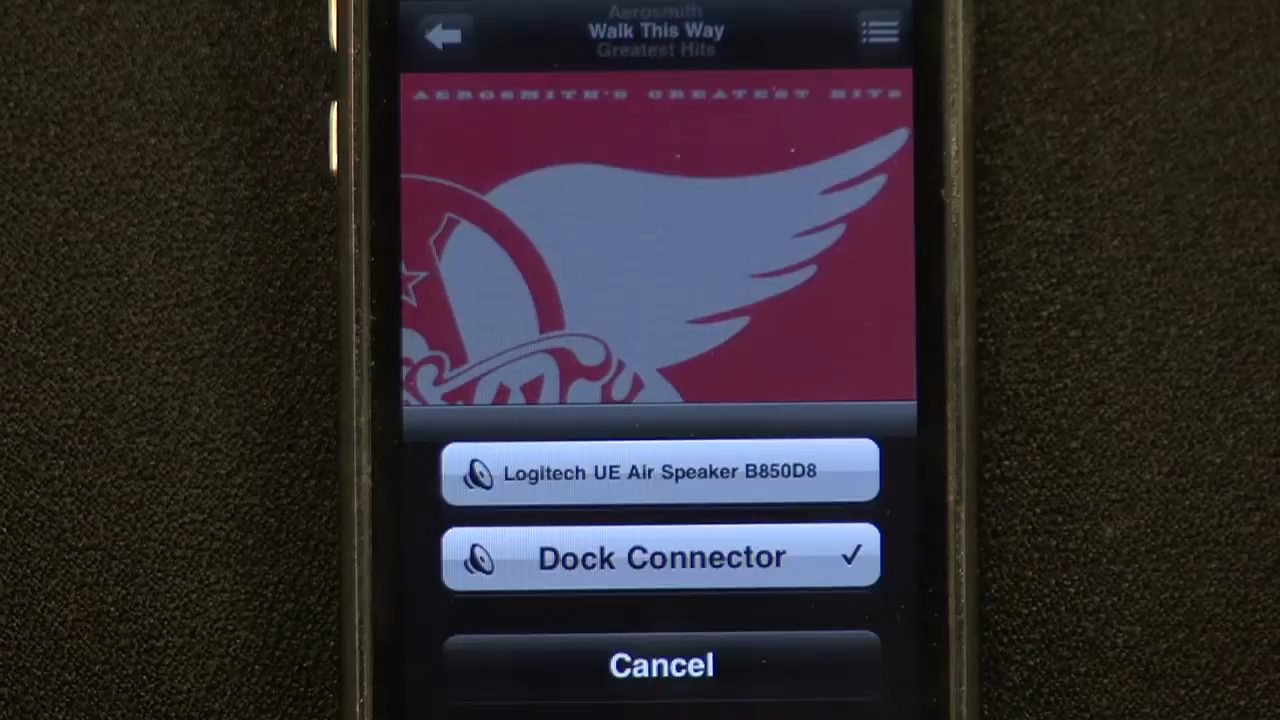 Aerosmith
Walk This Way
Greatest Hits
AEROSMITH'S GREATEST HITS
Logitech UE Air Speaker B850D8
Dock Connector
Cancel